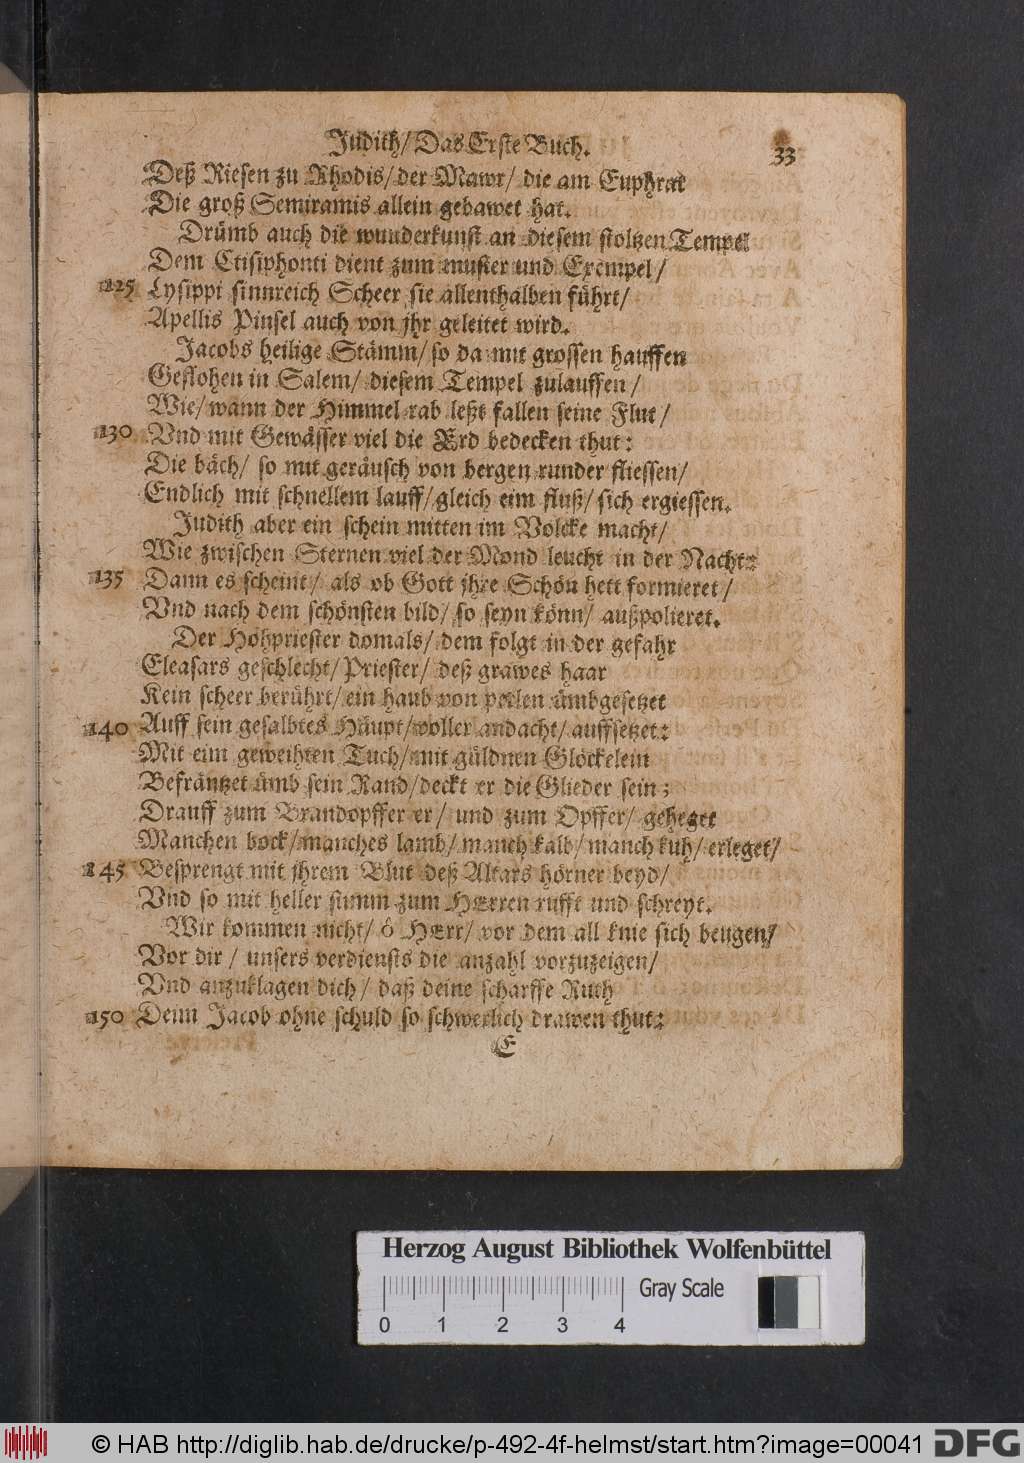 Judith/ Das Erste Buch.
33
Deß Riesen zu Rhodis/ der Mawr/ die am Euphrat
Die groß Semiramis allein gebawet hat.
Drümb auch die wunderkunst an diesem stoltzen Tempel
Dem Ctisiphonti dient zum muster und Exempel/
125 Lysippi sinnreich Scheer sie allenthalben führt/
Apellis Pinsel auch von jhr geleitet wird.
Jacobs heilige Stämm/ so da mit grossen hauffen
Geflohen in Salem/ diesem Tempel zulauffen/
Wie/ wann der Himmel rab leßt fallen seine Flut/
130 Vnd mit Gewässer viel die Erd bedecken thut:
Die bäch/ so mit geräusch von bergen runder fliessen/
Endlich mit schnellem lauff/ gleich eim fluß/ sich ergiessen.
Judith aber ein schein mitten im Volcke macht/
Wie zwischen Sternen viel der Mond leucht in der Nacht:
135 Dann es scheint/ als ob Gott jhre Schön hett formieret/
Vnd nach dem schönsten bild/ so seyn könn/ außpolieret.
Der Hohpriester domals/ dem folgt in der gefahr
Eleasars geschlecht/ Priester/ deß grawes haar
Kein scheer berührt/ ein haub von perlen ümbgesetzet
140 Auff sein gesalbtes Häupt/ voller andacht/ auffsetzet:
Mit eim geweihten Tuch/ mit güldnen Glöckelein
Bekräntzet ümb sein Rand/ deckt er die Glieder sein;
Drauff zum Brandopffer er/ und zum Opffer/ geheget
Manchen bock/ manches lamb/ manch kalb/ manch kuh/ erleget/
145 Besprengt mit jhrem Blut deß Altars hörner beyd/
Vnd so mit heller stimm zum HErren rufft und schreyt.
Wir kommen nicht/ ô HErr/ vor dem all knie sich beugen/
Vor dir/ unsers verdiensts die anzahl vorzuzeigen/
Vnd anzuklagen dich/ daß deine scharffe Ruth
150 Denn Jacob ohne schuld so schwerlich drawen thut:
E
Herzog August Bibliothek Wolfenbüttel
0 1 2 3 4
Gray Scale
© HAB http://diglib.hab.de/drucke/p-492-4f-helmst/start.htm?image=00041
DFG